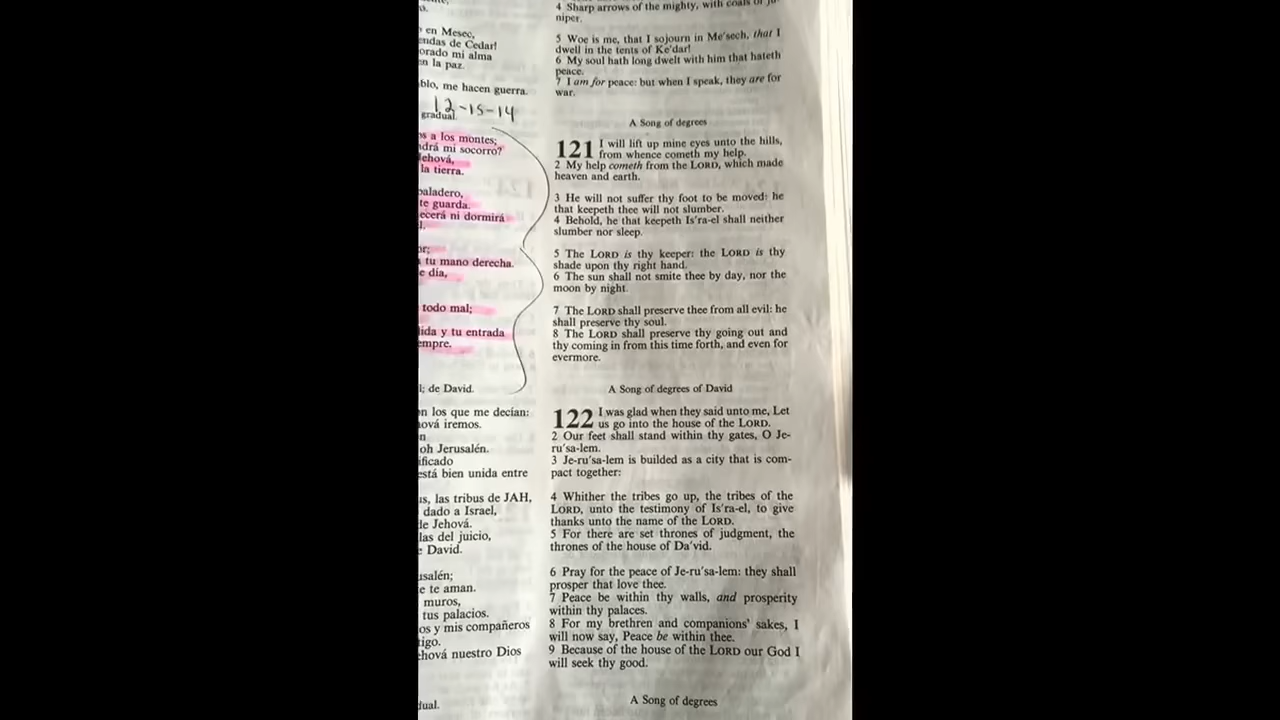 en Mesec,
endas de Cedar!
orado mi alma
en la paz.
blo, me hacen guerra.
12-15-14
gradual.
os a los montes;
drá mi socorro?
ehová,
la tierra.
paladero,
te guarda.
ecerá ni dormirá
or;
tu mano derecha.
e día,
todo mal;
lida y tu entrada
empre.
l; de David.
on los que me decían:
ová iremos.
n
oh Jerusalén.
ificado
está bien unida entre
us, las tribus de JAH,
dado a Israel,
de Jehová.
las del juicio,
e David.
usalén;
e te aman.
muros,
tus palacios.
os y mis compañeros
tigo.
ehová nuestro Dios
dual.
4 Sharp arrows of the mighty, with coals of ju-
niper.
5 Woe is me, that I sojourn in Me'sech, that I
dwell in the tents of Ke'dar!
6 My soul hath long dwelt with him that hateth
peace.
7 I am for peace: but when I speak, they are for
war.
A Song of degrees
121 I will lift up mine eyes unto the hills,
from whence cometh my help.
2 My help cometh from the LORD, which made
heaven and earth.
3 He will not suffer thy foot to be moved: he
that keepeth thee will not slumber.
4 Behold, he that keepeth Is'ra-el shall neither
slumber nor sleep.
5 The LORD is thy keeper: the LORD is thy
shade upon thy right hand.
6 The sun shall not smite thee by day, nor the
moon by night.
7 The LORD shall preserve thee from all evil: he
shall preserve thy soul.
8 The LORD shall preserve thy going out and
thy coming in from this time forth, and even for
evermore.
A Song of degrees of David
122 I was glad when they said unto me, Let
us go into the house of the LORD.
2 Our feet shall stand within thy gates, O Je-
ru'sa-lem.
3 Je-ru'sa-lem is builded as a city that is com-
pact together:
4 Whither the tribes go up, the tribes of the
LORD, unto the testimony of Is'ra-el, to give
thanks unto the name of the LORD.
5 For there are set thrones of judgment, the
thrones of the house of Da'vid.
6 Pray for the peace of Je-ru'sa-lem: they shall
prosper that love thee.
7 Peace be within thy walls, and prosperity
within thy palaces.
8 For my brethren and companions' sakes, I
will now say, Peace be within thee.
9 Because of the house of the LORD our God I
will seek thy good.
A Song of degrees